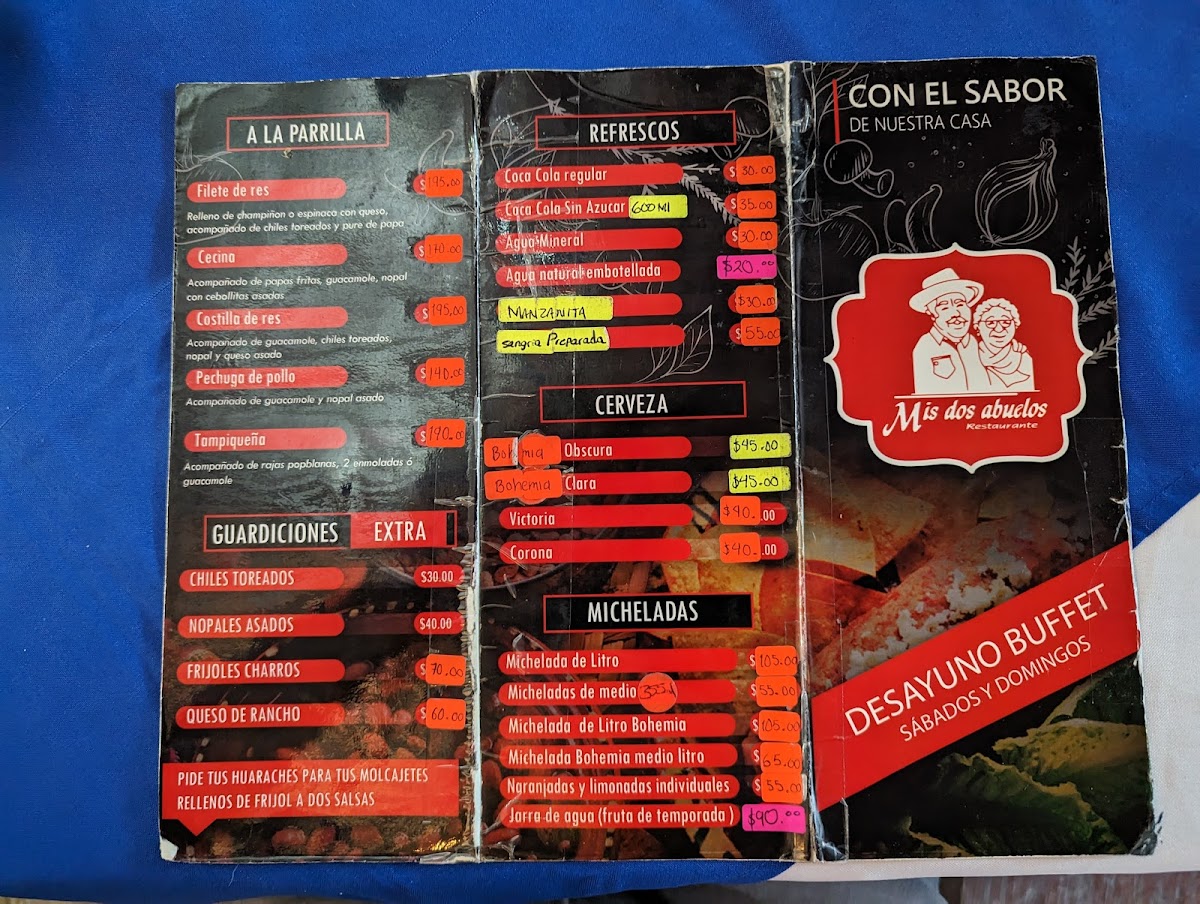 A LA PARRILLA
Filete de res $195.00
Relleno de champiñon o espinaca con queso,
acompañado de chiles toreados y pure de papa
Cecina $170.00
Acompañado de papas fritas, guacamole, nopal
con cebollitas asadas
Costilla de res $195.00
Acompañado de guacamole, chiles toreados,
nopal y queso asado
Pechuga de pollo $140.00
Acompañado de guacamole y nopal asado
Tampiqueña $190.00
Acompañado de rajas popblanas, 2 enmoladas ó
guacamole
GUARDICIONES EXTRA
CHILES TOREADOS $30.00
NOPALES ASADOS $40.00
FRIJOLES CHARROS $70.00
QUESO DE RANCHO $60.00
PIDE TUS HUARACHES PARA TUS MOLCAJETES
RELLENOS DE FRIJOL A DOS SALSAS
REFRESCOS
Coca Cola regular $30.00
Coca Cola Sin Azucar 600Ml $35.00
Agua Mineral $30.00
Agua natural embotellada $20.00
MANZANITA $30.00
sangria Preparada $55.00
CERVEZA
Bohemia Obscura $45.00
Bohemia Clara $45.00
Victoria $40.00
Corona $40.00
MICHELADAS
Michelada de Litro $105.00
Micheladas de medio $55.00
Michelada de Litro Bohemia $105.00
Michelada Bohemia medio litro $65.00
Naranjadas y limonadas individuales $55.00
Jarra de agua (fruta de temporada ) $90.00
CON EL SABOR
DE NUESTRA CASA
Mis dos abuelos
Restaurante
DESAYUNO BUFFET
SÁBADOS Y DOMINGOS